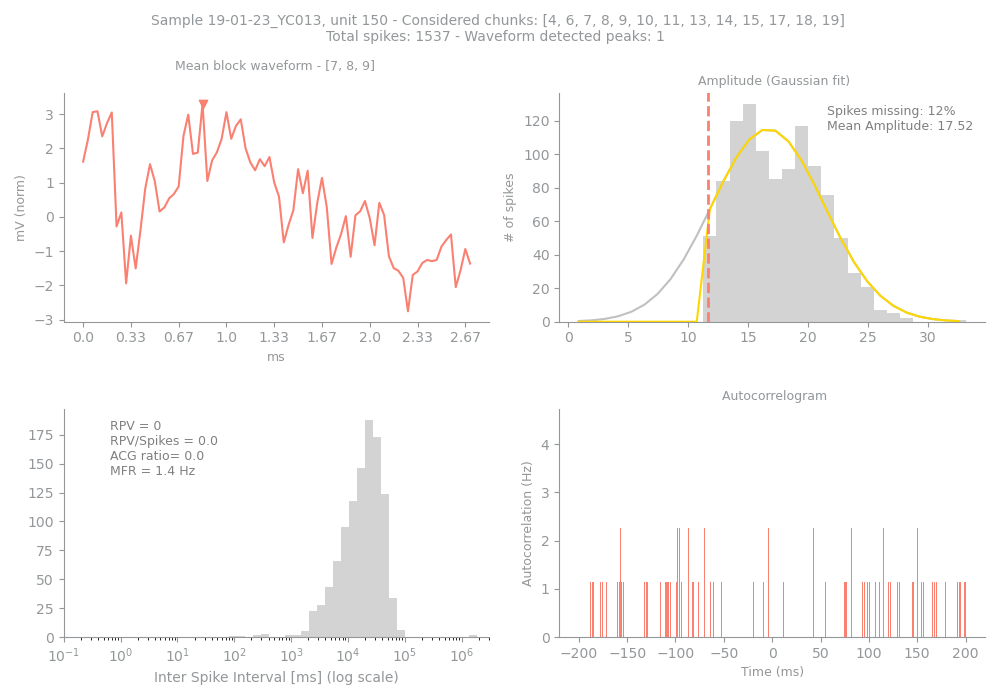 Sample 19-01-23_YC013, unit 150 - Considered chunks: [4, 6, 7, 8, 9, 10, 11, 13, 14, 15, 17, 18, 19]
Total spikes: 1537 - Waveform detected peaks: 1
Mean block waveform - [7, 8, 9]
mV (norm)
3
2
1
0
−1
−2
−3
0.0 0.33 0.67 1.0 1.33 1.67 2.0 2.33 2.67
ms
Amplitude (Gaussian fit)
Spikes missing: 12%
Mean Amplitude: 17.52
# of spikes
120
100
80
60
40
20
0
0 5 10 15 20 25 30
RPV = 0
RPV/Spikes = 0.0
ACG ratio= 0.0
MFR = 1.4 Hz
175
150
125
100
75
50
25
0
10⁻¹ 10⁰ 10¹ 10² 10³ 10⁴ 10⁵ 10⁶
Inter Spike Interval [ms] (log scale)
Autocorrelogram
Autocorrelation (Hz)
4
3
2
1
0
−200 −150 −100 −50 0 50 100 150 200
Time (ms)